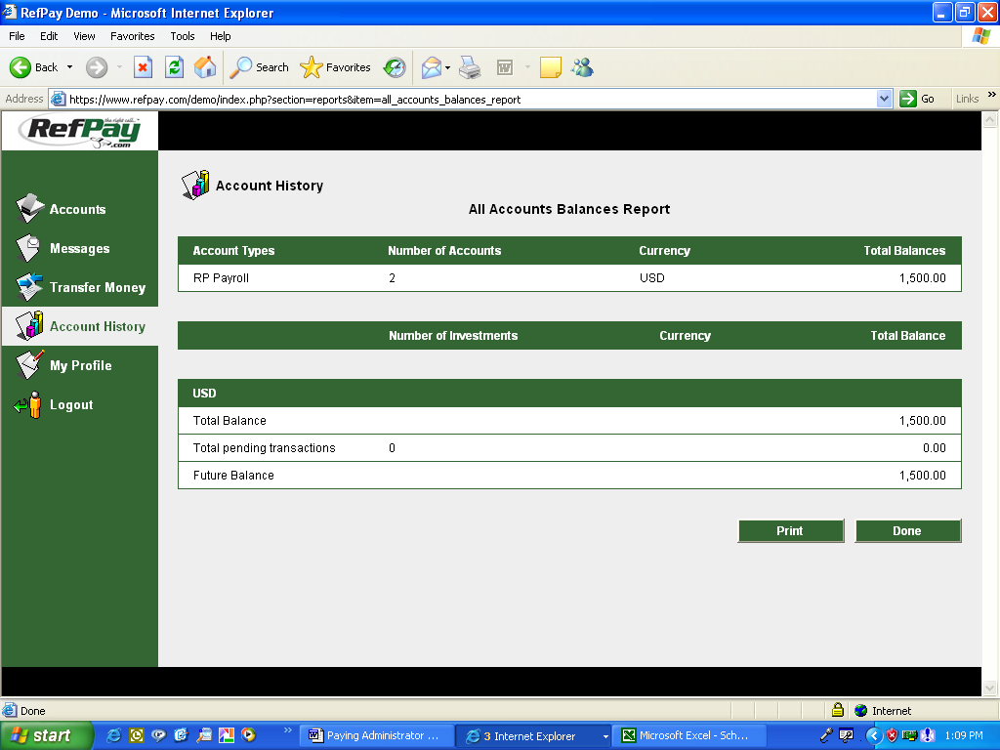 RefPay Demo - Microsoft Internet Explorer
File Edit View Favorites Tools Help
Back Search Favorites
Address https://www.refpay.com/demo/index.php?section=reports&item=all_accounts_balances_report Go Links »
the right call...
RefPay
.com
Account History
All Accounts Balances Report
Accounts
Messages
Transfer Money
Account History
My Profile
Logout
Account Types Number of Accounts Currency Total Balances
RP Payroll 2 USD 1,500.00
Number of Investments Currency Total Balance
USD
Total Balance 1,500.00
Total pending transactions 0 0.00
Future Balance 1,500.00
Print Done
Done Internet
start » Paying Administrator ... 3 Internet Explorer Microsoft Excel - Sch... 1:09 PM